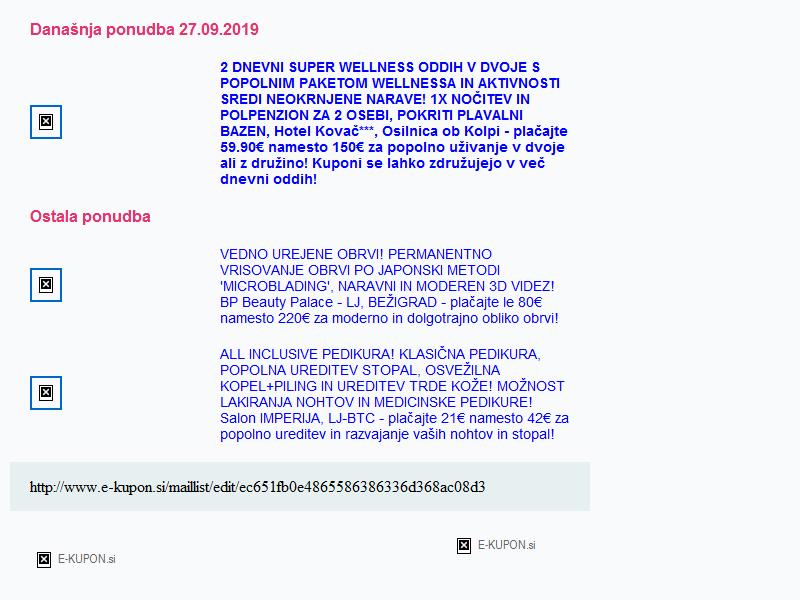 Današnja ponudba 27.09.2019
2 DNEVNI SUPER WELLNESS ODDIH V DVOJE S
POPOLNIM PAKETOM WELLNESSA IN AKTIVNOSTI
SREDI NEOKRNJENE NARAVE! 1X NOČITEV IN
POLPENZION ZA 2 OSEBI, POKRITI PLAVALNI
BAZEN, Hotel Kovač***, Osilnica ob Kolpi - plačajte
59.90€ namesto 150€ za popolno uživanje v dvoje
ali z družino! Kuponi se lahko združujejo v več
dnevni oddih!
Ostala ponudba
VEDNO UREJENE OBRVI! PERMANENTNO
VRISOVANJE OBRVI PO JAPONSKI METODI
'MICROBLADING', NARAVNI IN MODEREN 3D VIDEZ!
BP Beauty Palace - LJ, BEŽIGRAD - plačajte le 80€
namesto 220€ za moderno in dolgotrajno obliko obrvi!
ALL INCLUSIVE PEDIKURA! KLASIČNA PEDIKURA,
POPOLNA UREDITEV STOPAL, OSVEŽILNA
KOPEL+PILING IN UREDITEV TRDE KOŽE! MOŽNOST
LAKIRANJA NOHTOV IN MEDICINSKE PEDIKURE!
Salon IMPERIJA, LJ-BTC - plačajte 21€ namesto 42€ za
popolno ureditev in razvajanje vaših nohtov in stopal!
http://www.e-kupon.si/maillist/edit/ec651fb0e4865586386336d368ac08d3
E-KUPON.si
E-KUPON.si